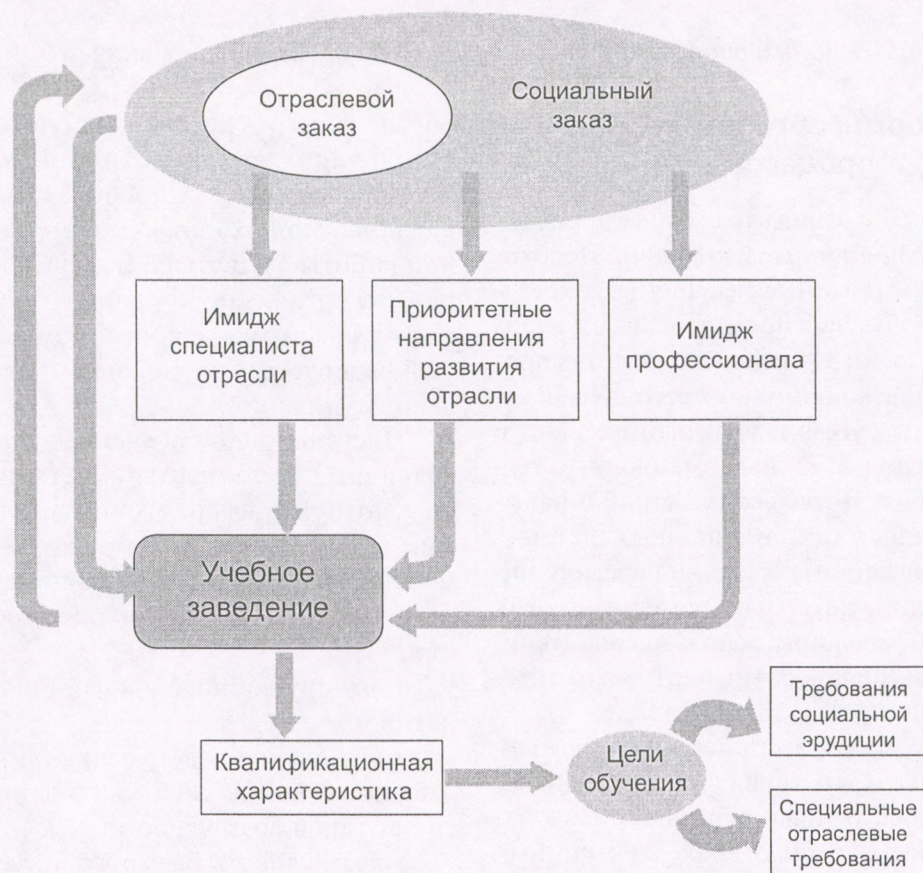 Отраслевой
заказ
Социальный
заказ
Имидж
специалиста
отрасли
Приоритетные
направления
развития
отрасли
Имидж
профессионала
Учебное
заведение
Квалификационная
характеристика
Цели
обучения
Требования
социальной
эрудиции
Специальные
отраслевые
требования